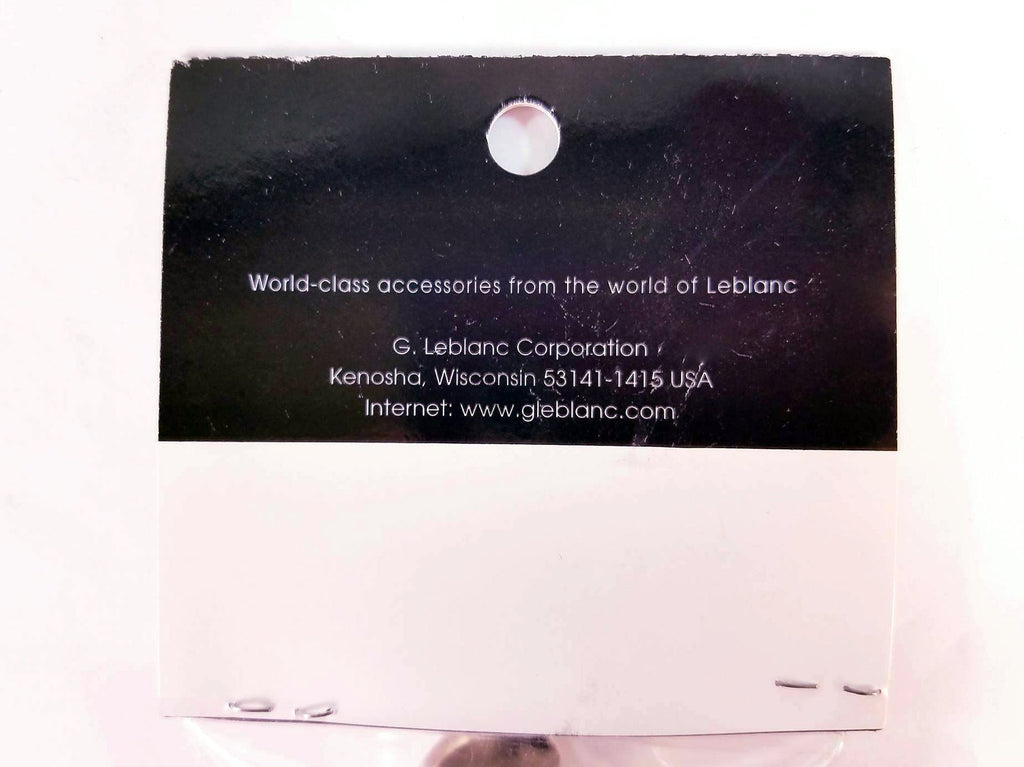 World-class accessories from the world of Leblanc
G. Leblanc Corporation
Kenosha, Wisconsin 53141-1415 USA
Internet: www.gleblanc.com